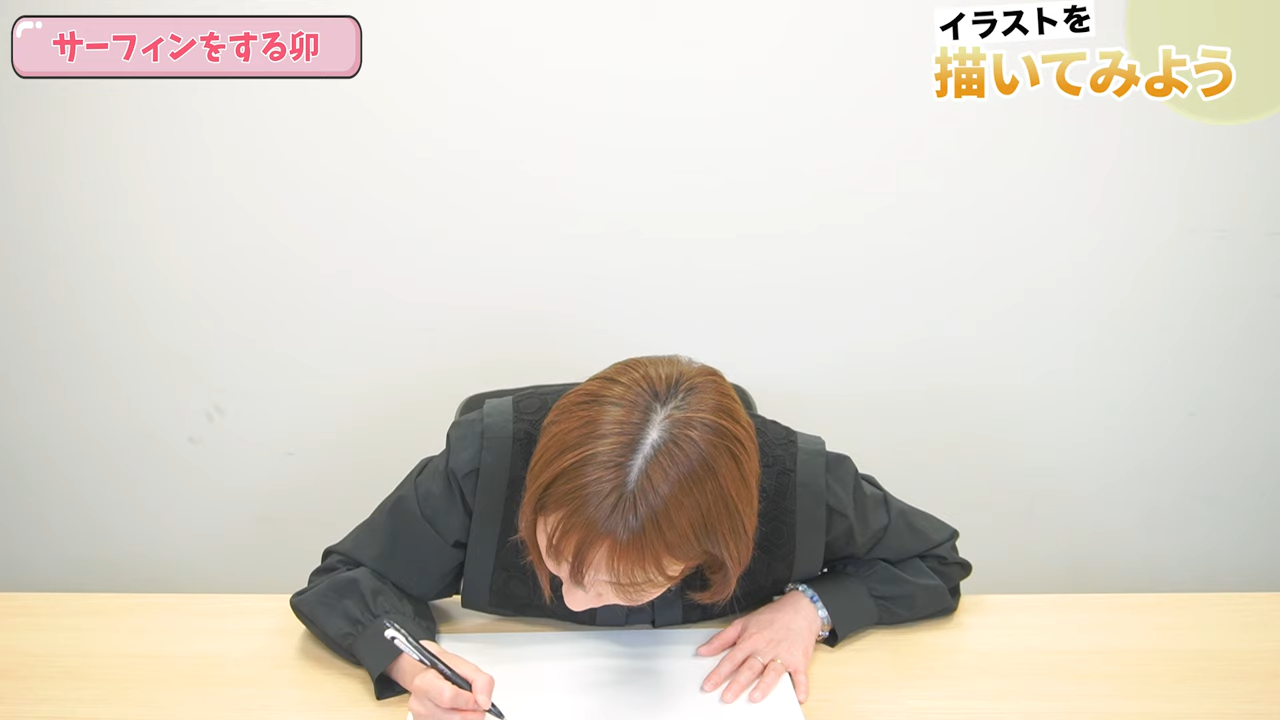 サーフィンをする卯
イラストを
描いてみよう